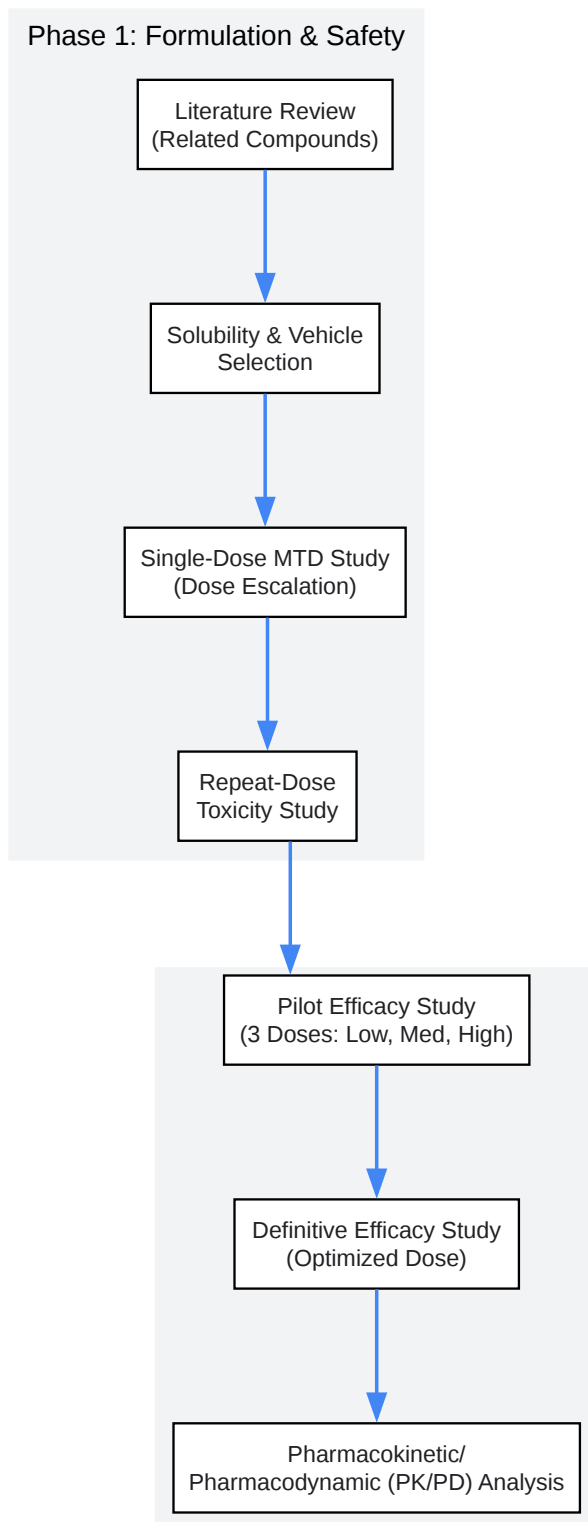 Phase 1: Formulation & Safety
Literature Review
(Related Compounds)
Solubility & Vehicle
Selection
Single-Dose MTD Study
(Dose Escalation)
Repeat-Dose
Toxicity Study
Pilot Efficacy Study
(3 Doses: Low, Med, High)
Definitive Efficacy Study
(Optimized Dose)
Pharmacokinetic/
Pharmacodynamic (PK/PD) Analysis